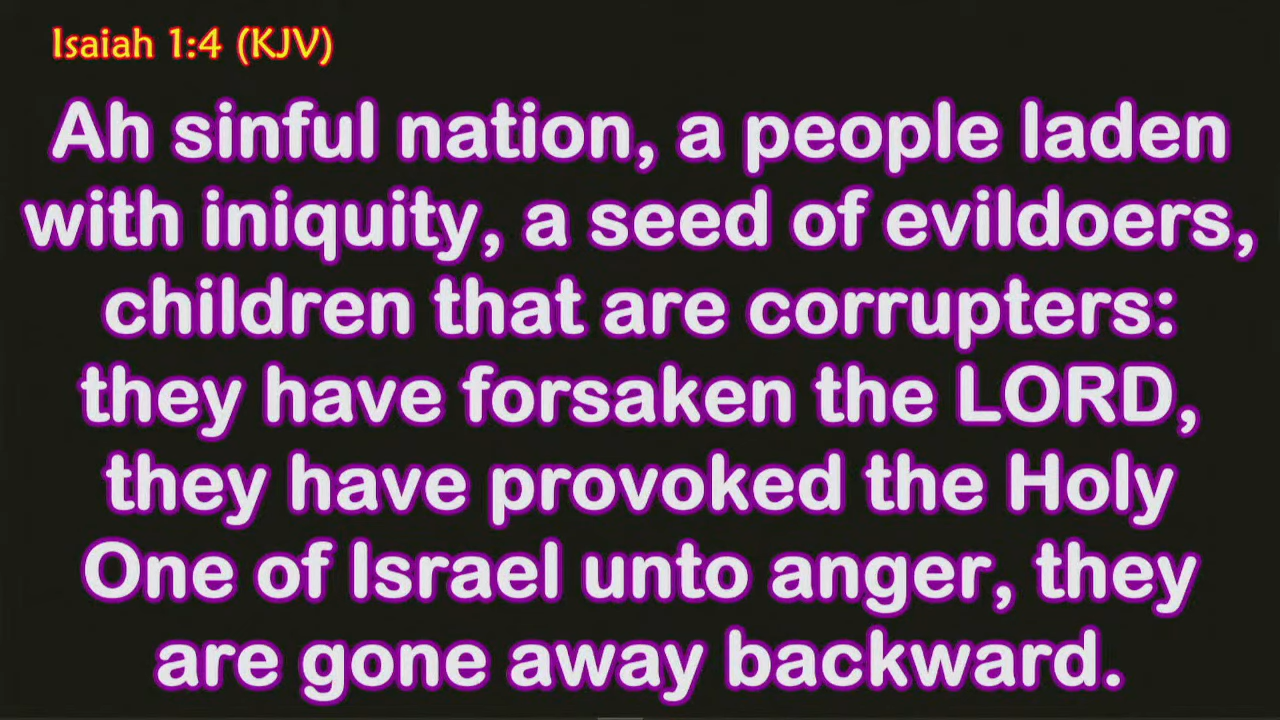 Isaiah 1:4 (KJV)
Ah sinful nation, a people laden
with iniquity, a seed of evildoers,
children that are corrupters:
they have forsaken the LORD,
they have provoked the Holy
One of Israel unto anger, they
are gone away backward.